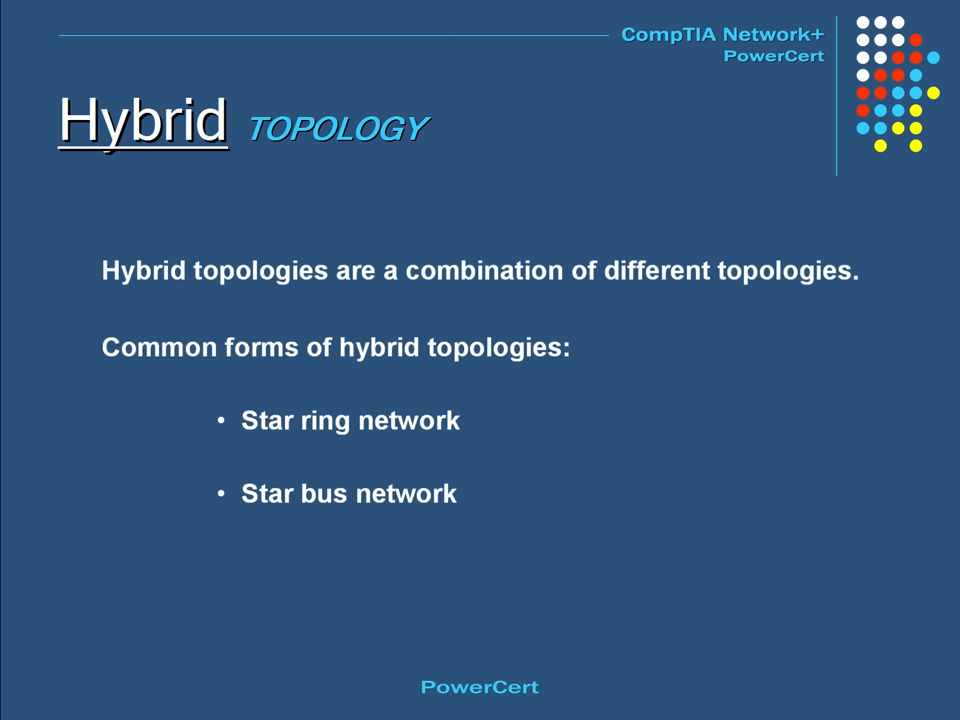 CompTIA Network+
PowerCert
Hybrid TOPOLOGY
Hybrid topologies are a combination of different topologies.
Common forms of hybrid topologies:
• Star ring network
• Star bus network
PowerCert